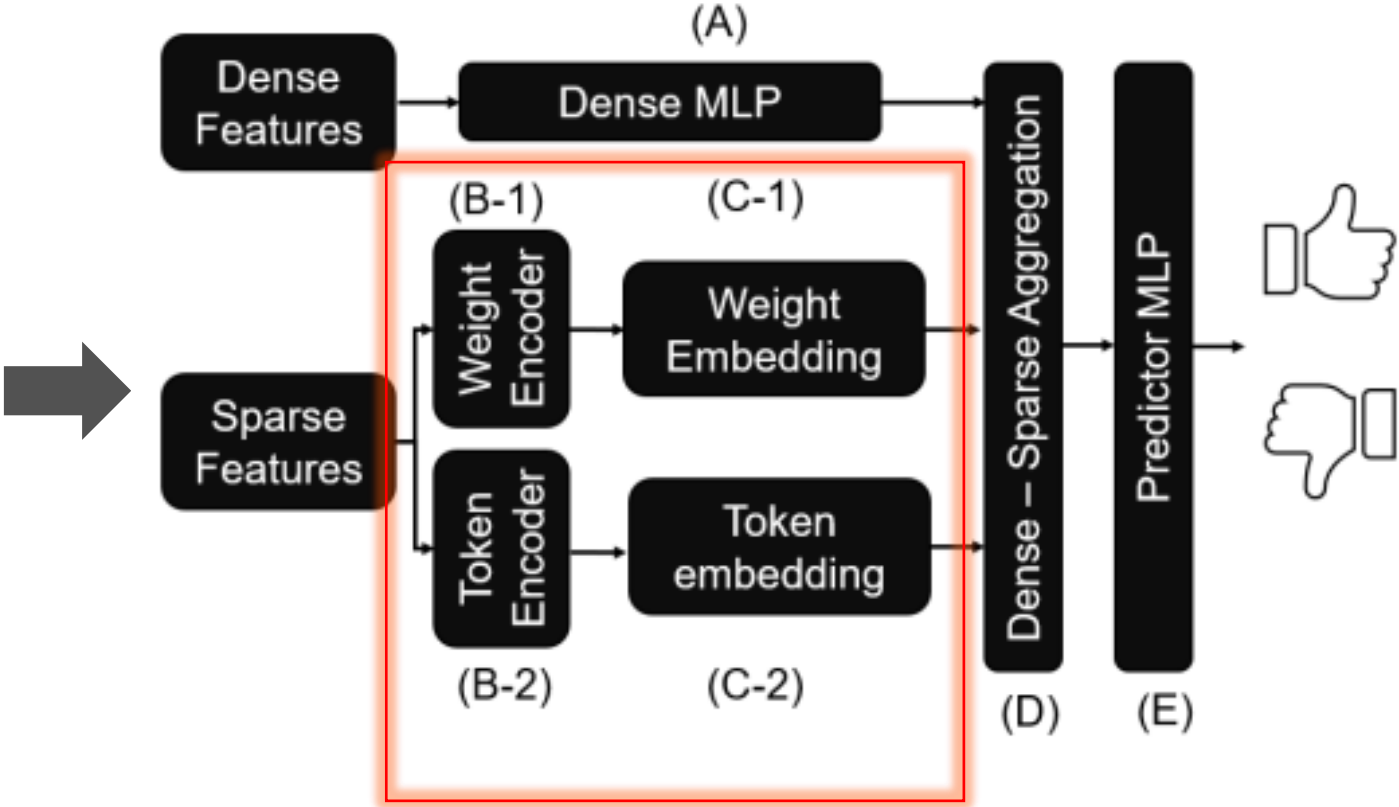 (A)
Dense
Features
Dense MLP
(B-1)
(C-1)
Weight
Encoder
Weight
Embedding
Sparse
Features
Token
Encoder
Token
embedding
(B-2)
(C-2)
Dense – Sparse Aggregation
(D)
Predictor MLP
(E)